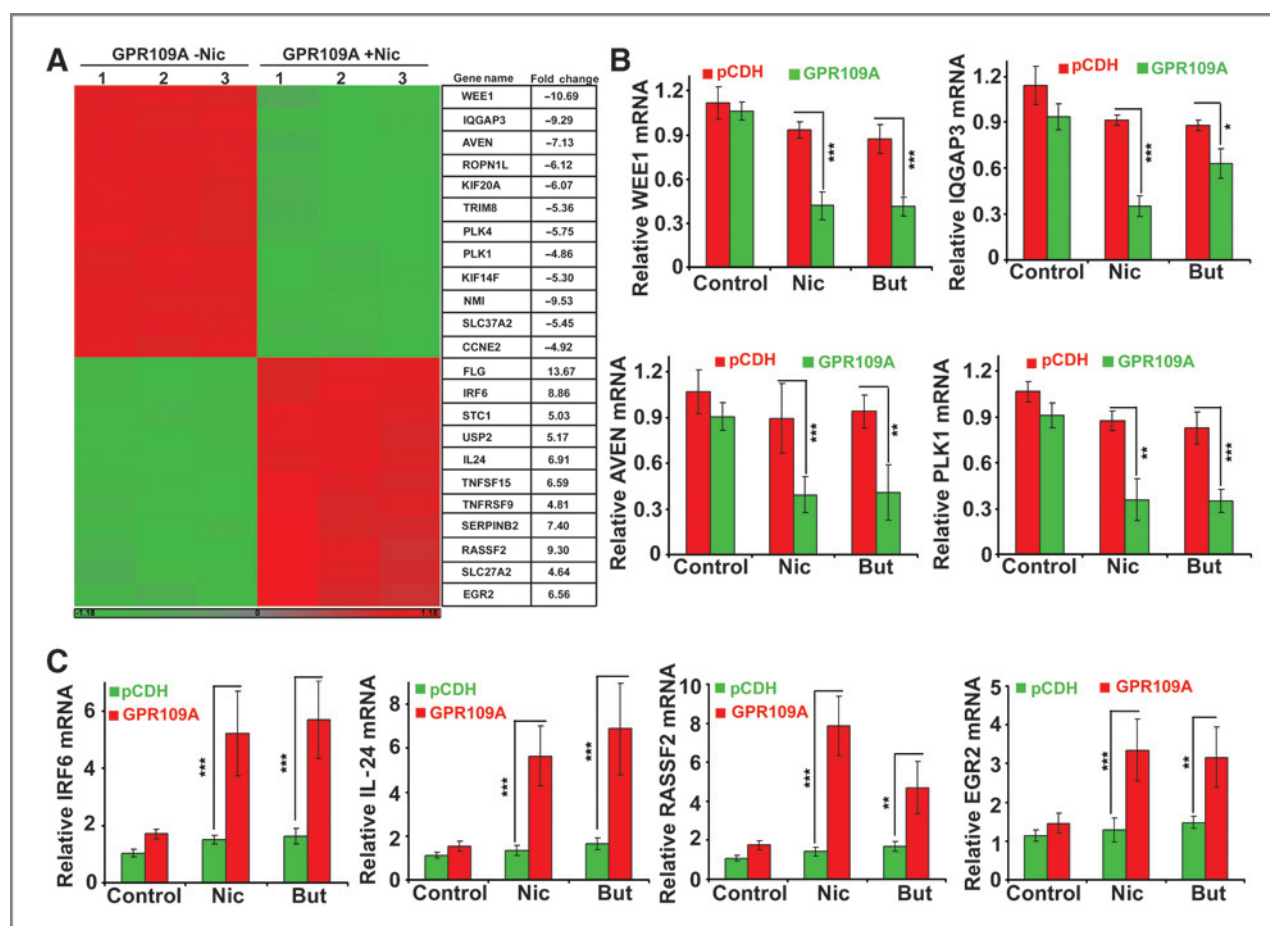 A
GPR109A -Nic GPR109A +Nic
1 2 3 1 2 3
Gene name Fold change
WEE1 −10.69
IQGAP3 −9.29
AVEN −7.13
ROPN1L −6.12
KIF20A −6.07
TRIM8 −5.36
PLK4 −5.75
PLK1 −4.86
KIF14F −5.30
NMI −9.53
SLC37A2 −5.45
CCNE2 −4.92
FLG 13.67
IRF6 8.86
STC1 5.03
USP2 5.17
IL24 6.91
TNFSF15 6.59
TNFRSF9 4.81
SERPINB2 7.40
RASSF2 9.30
SLC27A2 4.64
EGR2 6.56
-1.18 0 1.18
B
pCDH GPR109A
Relative WEE1 mRNA
1.2
0.9
0.6
0.3
0
*** ***
Control Nic But
pCDH GPR109A
Relative IQGAP3 mRNA
1.2
0.9
0.6
0.3
0
*** *
Control Nic But
pCDH GPR109A
Relative AVEN mRNA
1.2
0.9
0.6
0.3
0
*** **
Control Nic But
pCDH GPR109A
Relative PLK1 mRNA
1.2
0.9
0.6
0.3
0
** ***
Control Nic But
C
pCDH
GPR109A
Relative IRF6 mRNA
6
4
2
0
*** ***
Control Nic But
pCDH
GPR109A
Relative IL-24 mRNA
8
6
4
2
0
*** ***
Control Nic But
pCDH
GPR109A
Relative RASSF2 mRNA
10
8
6
4
2
0
*** **
Control Nic But
pCDH GPR109A
Relative EGR2 mRNA
5
4
3
2
1
0
*** **
Control Nic But